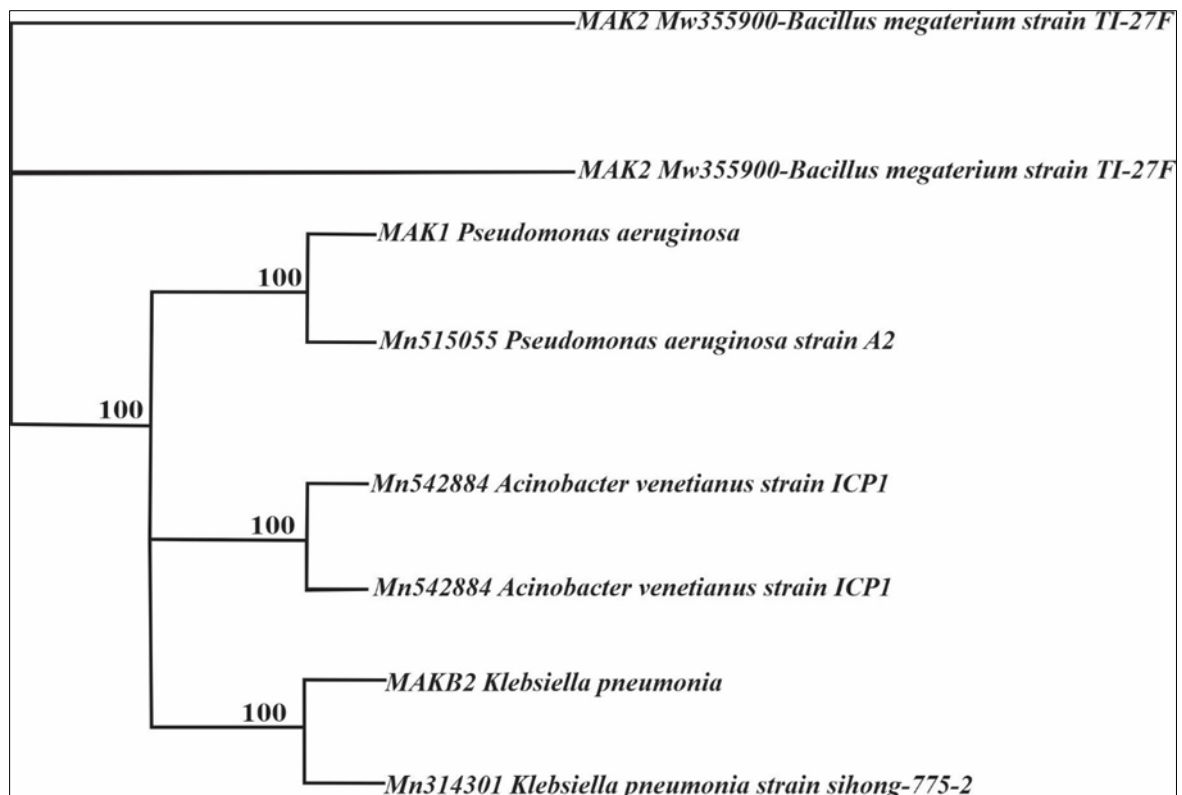 MAK2 Mw355900-Bacillus megaterium strain TI-27F
MAK2 Mw355900-Bacillus megaterium strain TI-27F
MAK1 Pseudomonas aeruginosa
100
Mn515055 Pseudomonas aeruginosa strain A2
100
Mn542884 Acinobacter venetianus strain ICP1
100
Mn542884 Acinobacter venetianus strain ICP1
MAKB2 Klebsiella pneumonia
100
Mn314301 Klebsiella pneumonia strain sihong-775-2